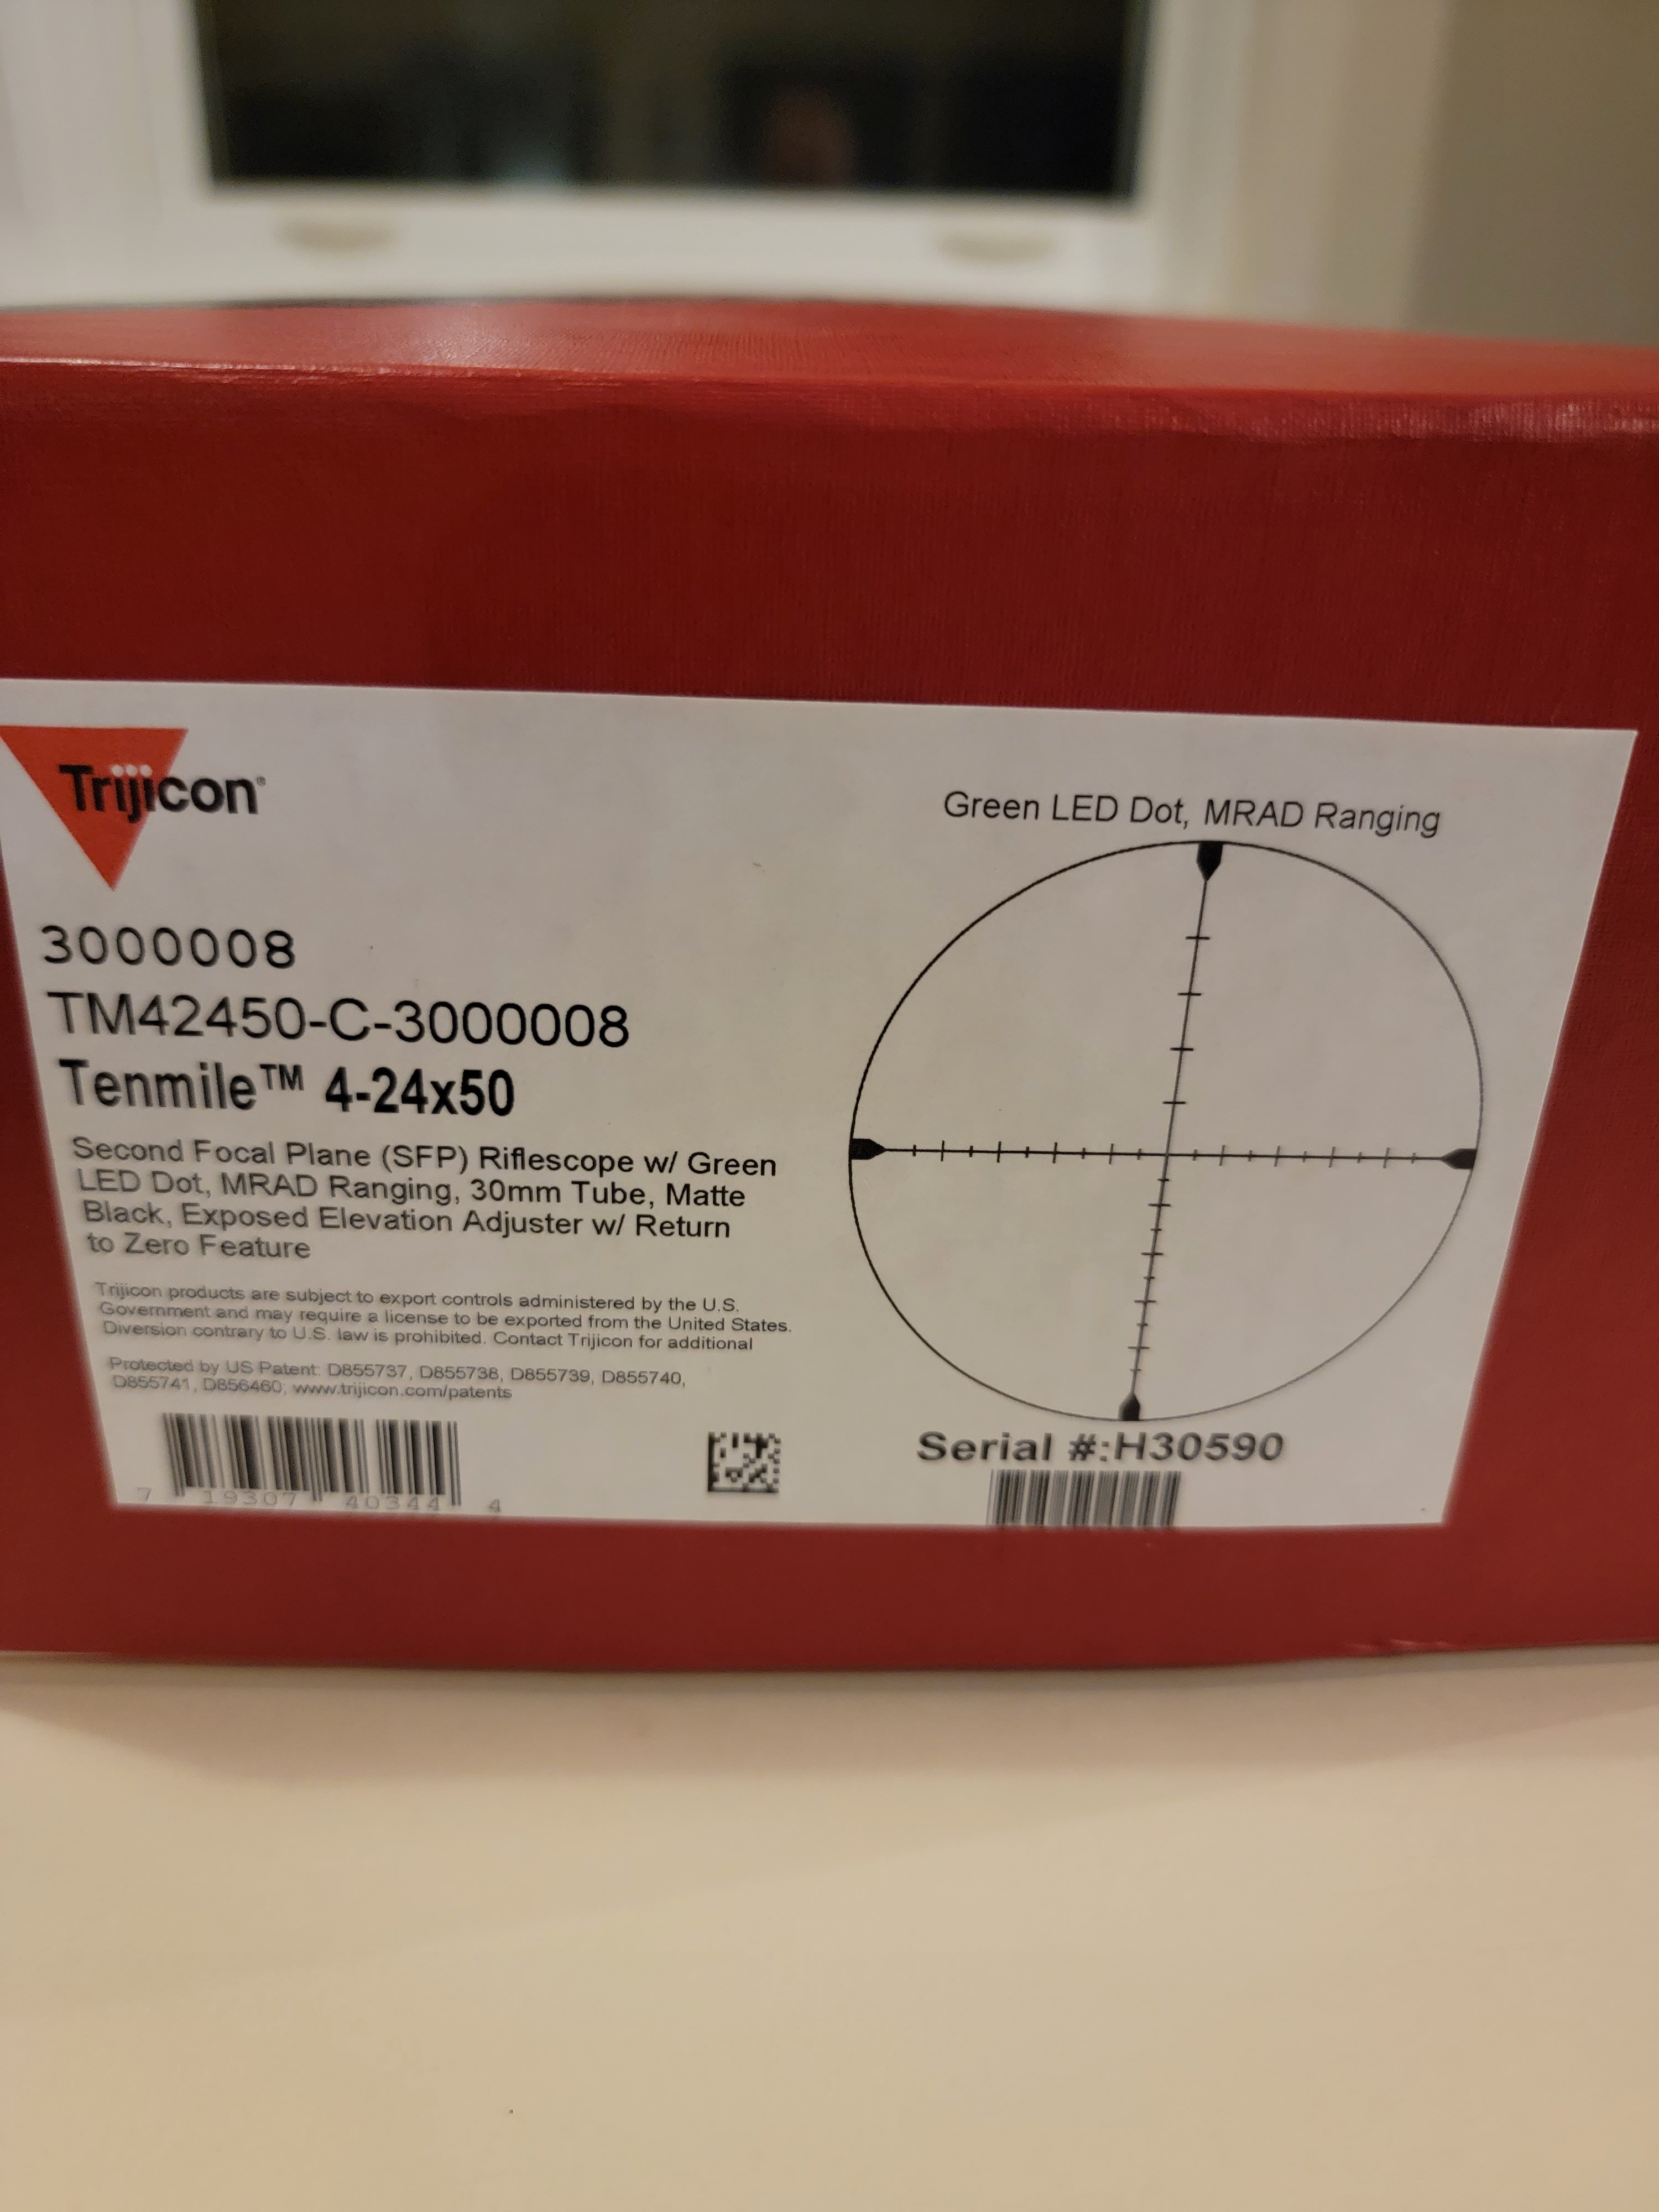 Trijicon®
3000008
TM42450-C-3000008
Tenmile™ 4-24x50
Second Focal Plane (SFP) Riflescope w/ Green
LED Dot, MRAD Ranging, 30mm Tube, Matte
Black, Exposed Elevation Adjuster w/ Return
to Zero Feature
Trijicon products are subject to export controls administered by the U.S.
Government and may require a license to be exported from the United States.
Diversion contrary to U.S. law is prohibited. Contact Trijicon for additional
Protected by US Patent: D855737, D855738, D855739, D855740,
D855741, D856460; www.trijicon.com/patents
7 19307 40344 4
Green LED Dot, MRAD Ranging
Serial #:H30590